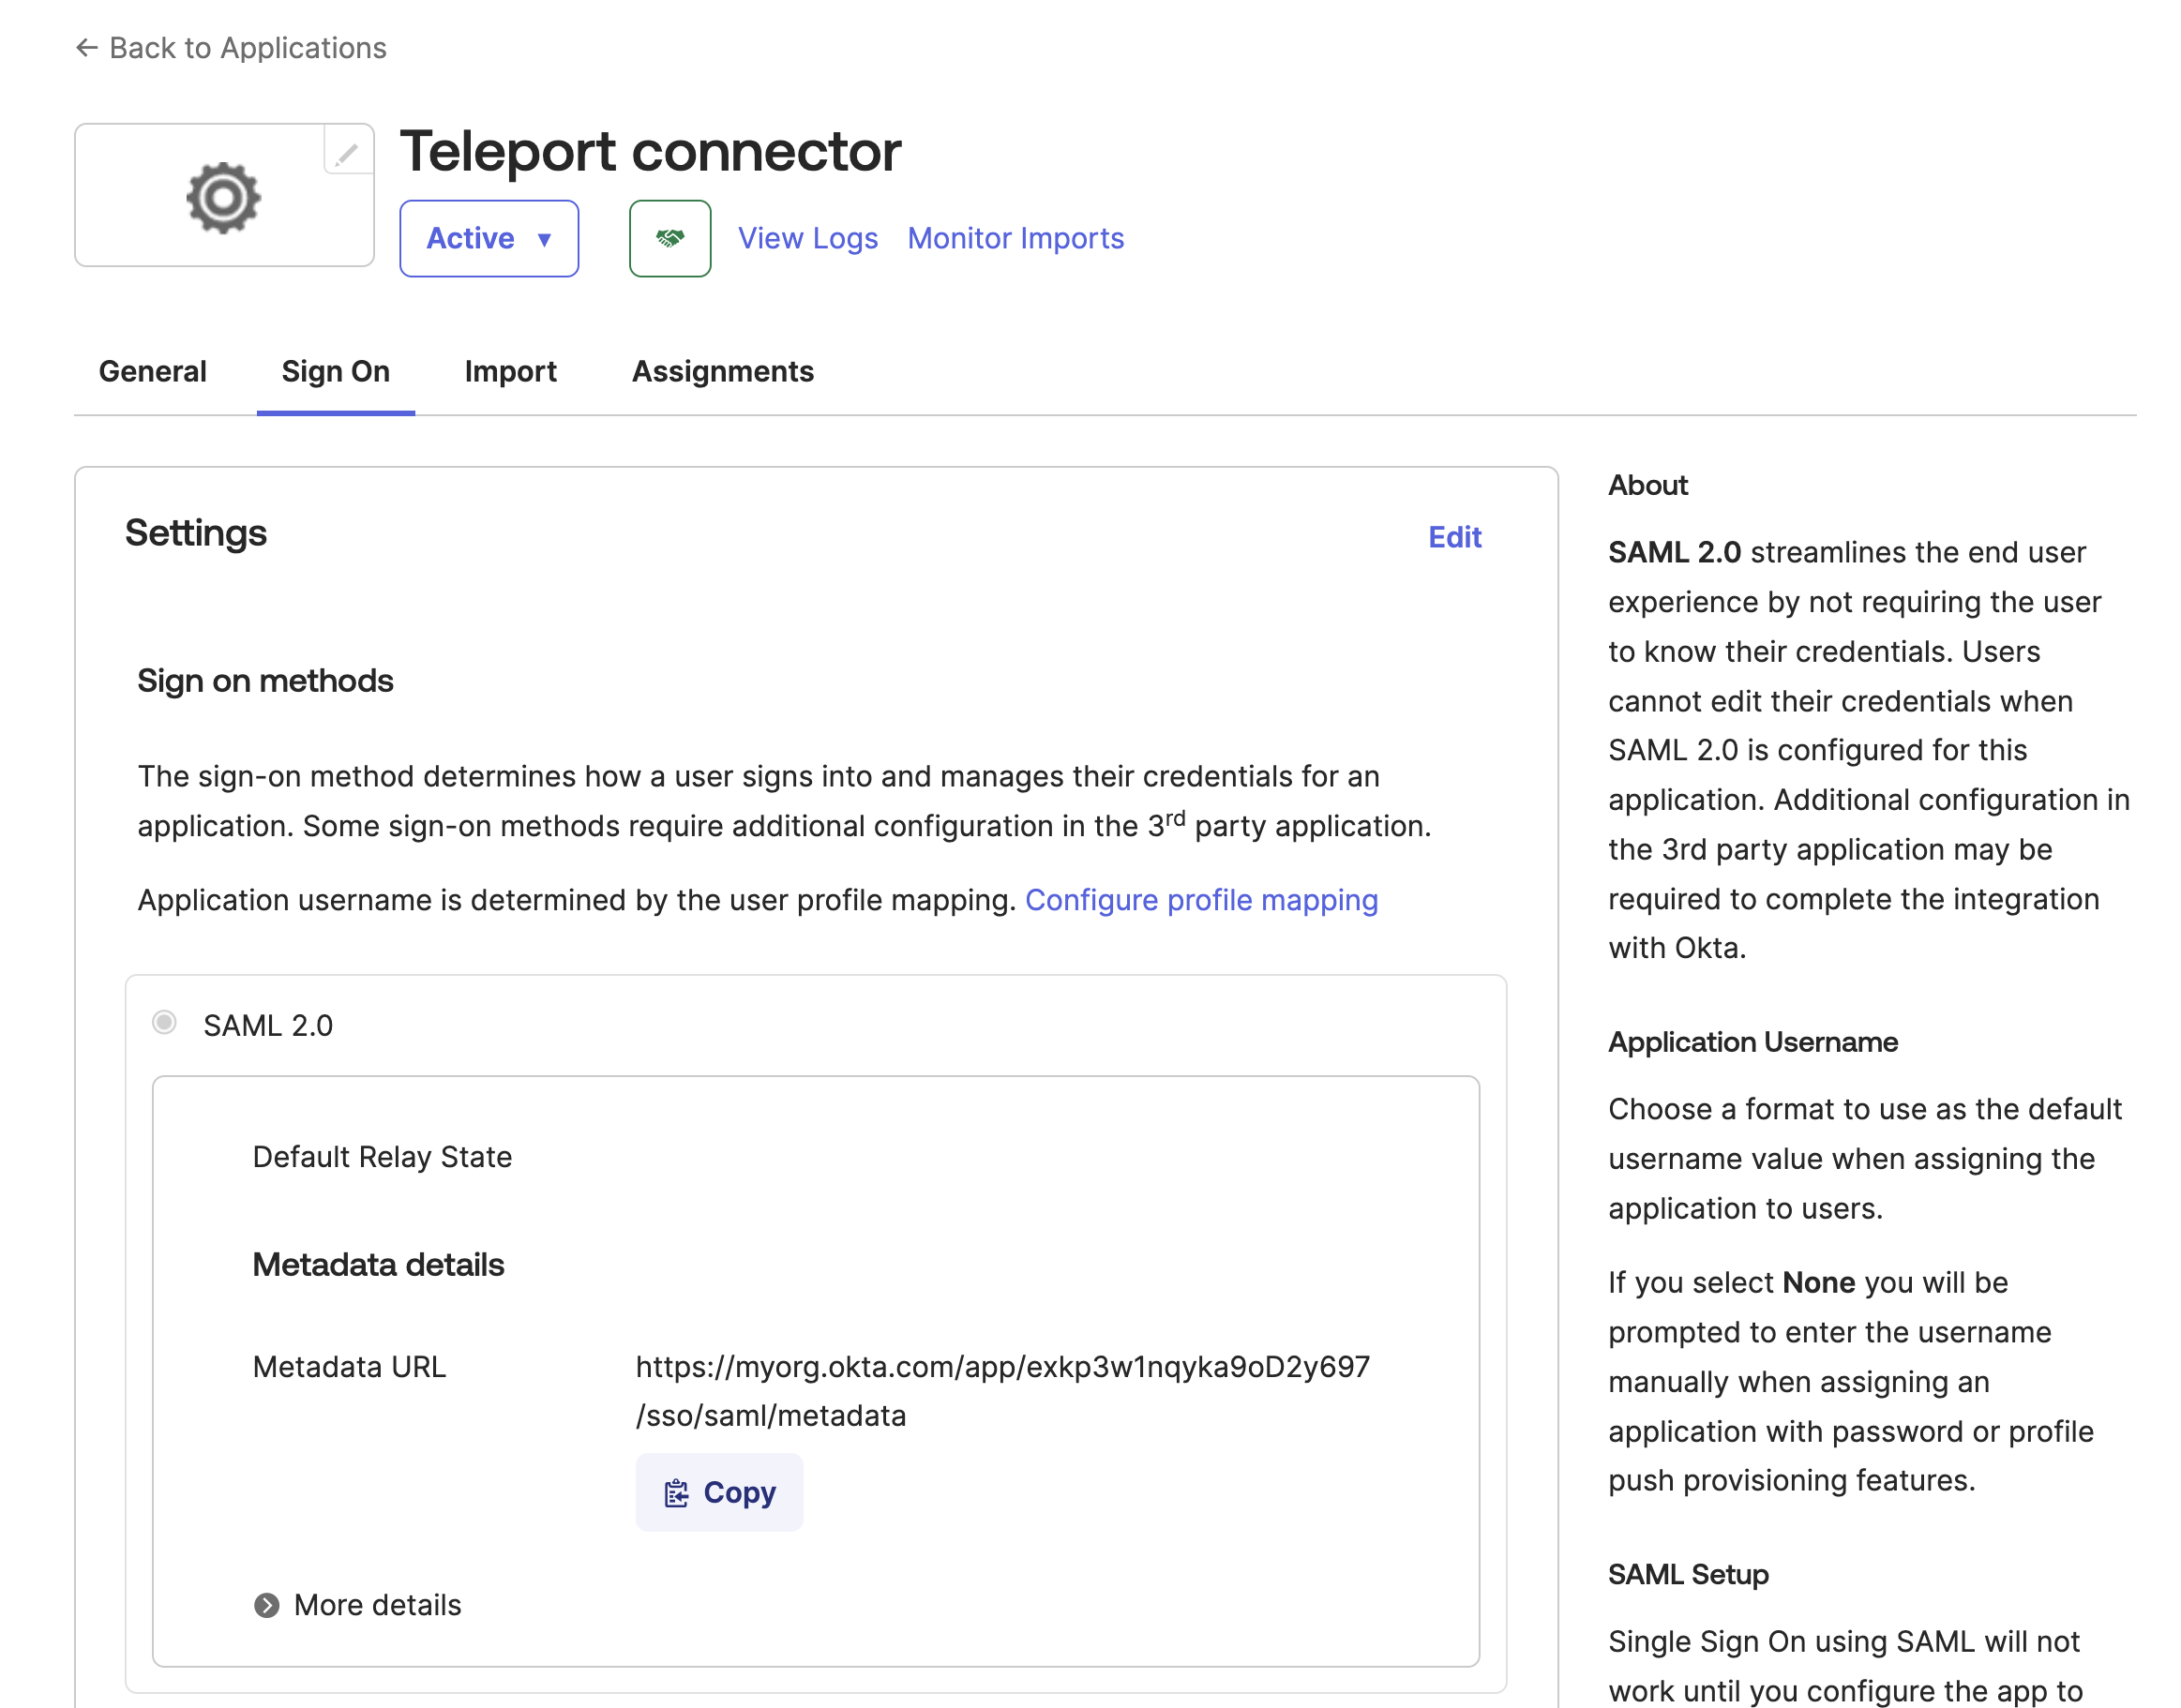 ← Back to Applications
Teleport connector
Active ▼
View Logs
Monitor Imports
General
Sign On
Import
Assignments
Settings
Edit
Sign on methods
The sign-on method determines how a user signs into and manages their credentials for an
application. Some sign-on methods require additional configuration in the 3rd party application.
Application username is determined by the user profile mapping. Configure profile mapping
SAML 2.0
Default Relay State
Metadata details
Metadata URL
https://myorg.okta.com/app/exkp3w1nqyka9oD2y697
/sso/saml/metadata
Copy
More details
About
SAML 2.0 streamlines the end user
experience by not requiring the user
to know their credentials. Users
cannot edit their credentials when
SAML 2.0 is configured for this
application. Additional configuration in
the 3rd party application may be
required to complete the integration
with Okta.
Application Username
Choose a format to use as the default
username value when assigning the
application to users.
If you select None you will be
prompted to enter the username
manually when assigning an
application with password or profile
push provisioning features.
SAML Setup
Single Sign On using SAML will not
work until you configure the app to